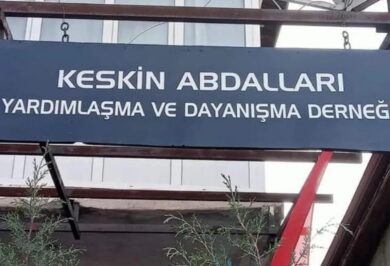 KESKİN ABDALLARI
YARDIMLAŞMA VE DAYANIŞMA DERNEĞ